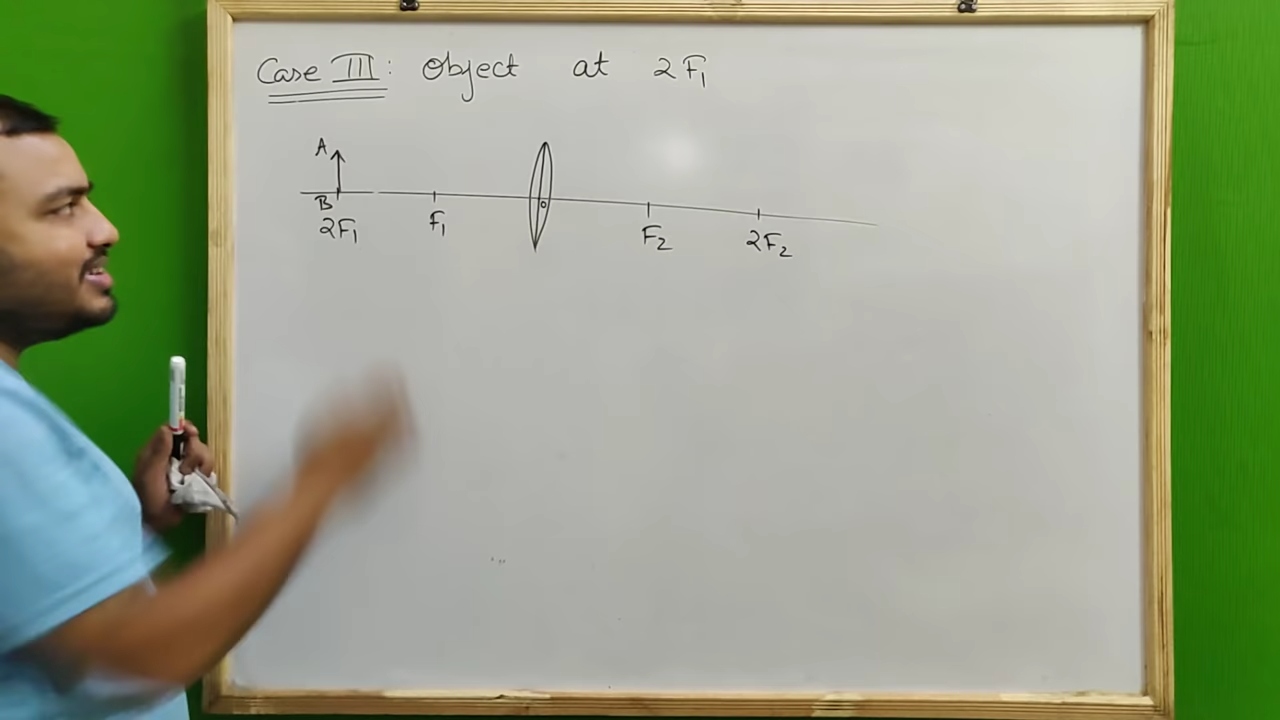 Case III: Object at 2F₁
A
B
2F₁ F₁ O F₂ 2F₂